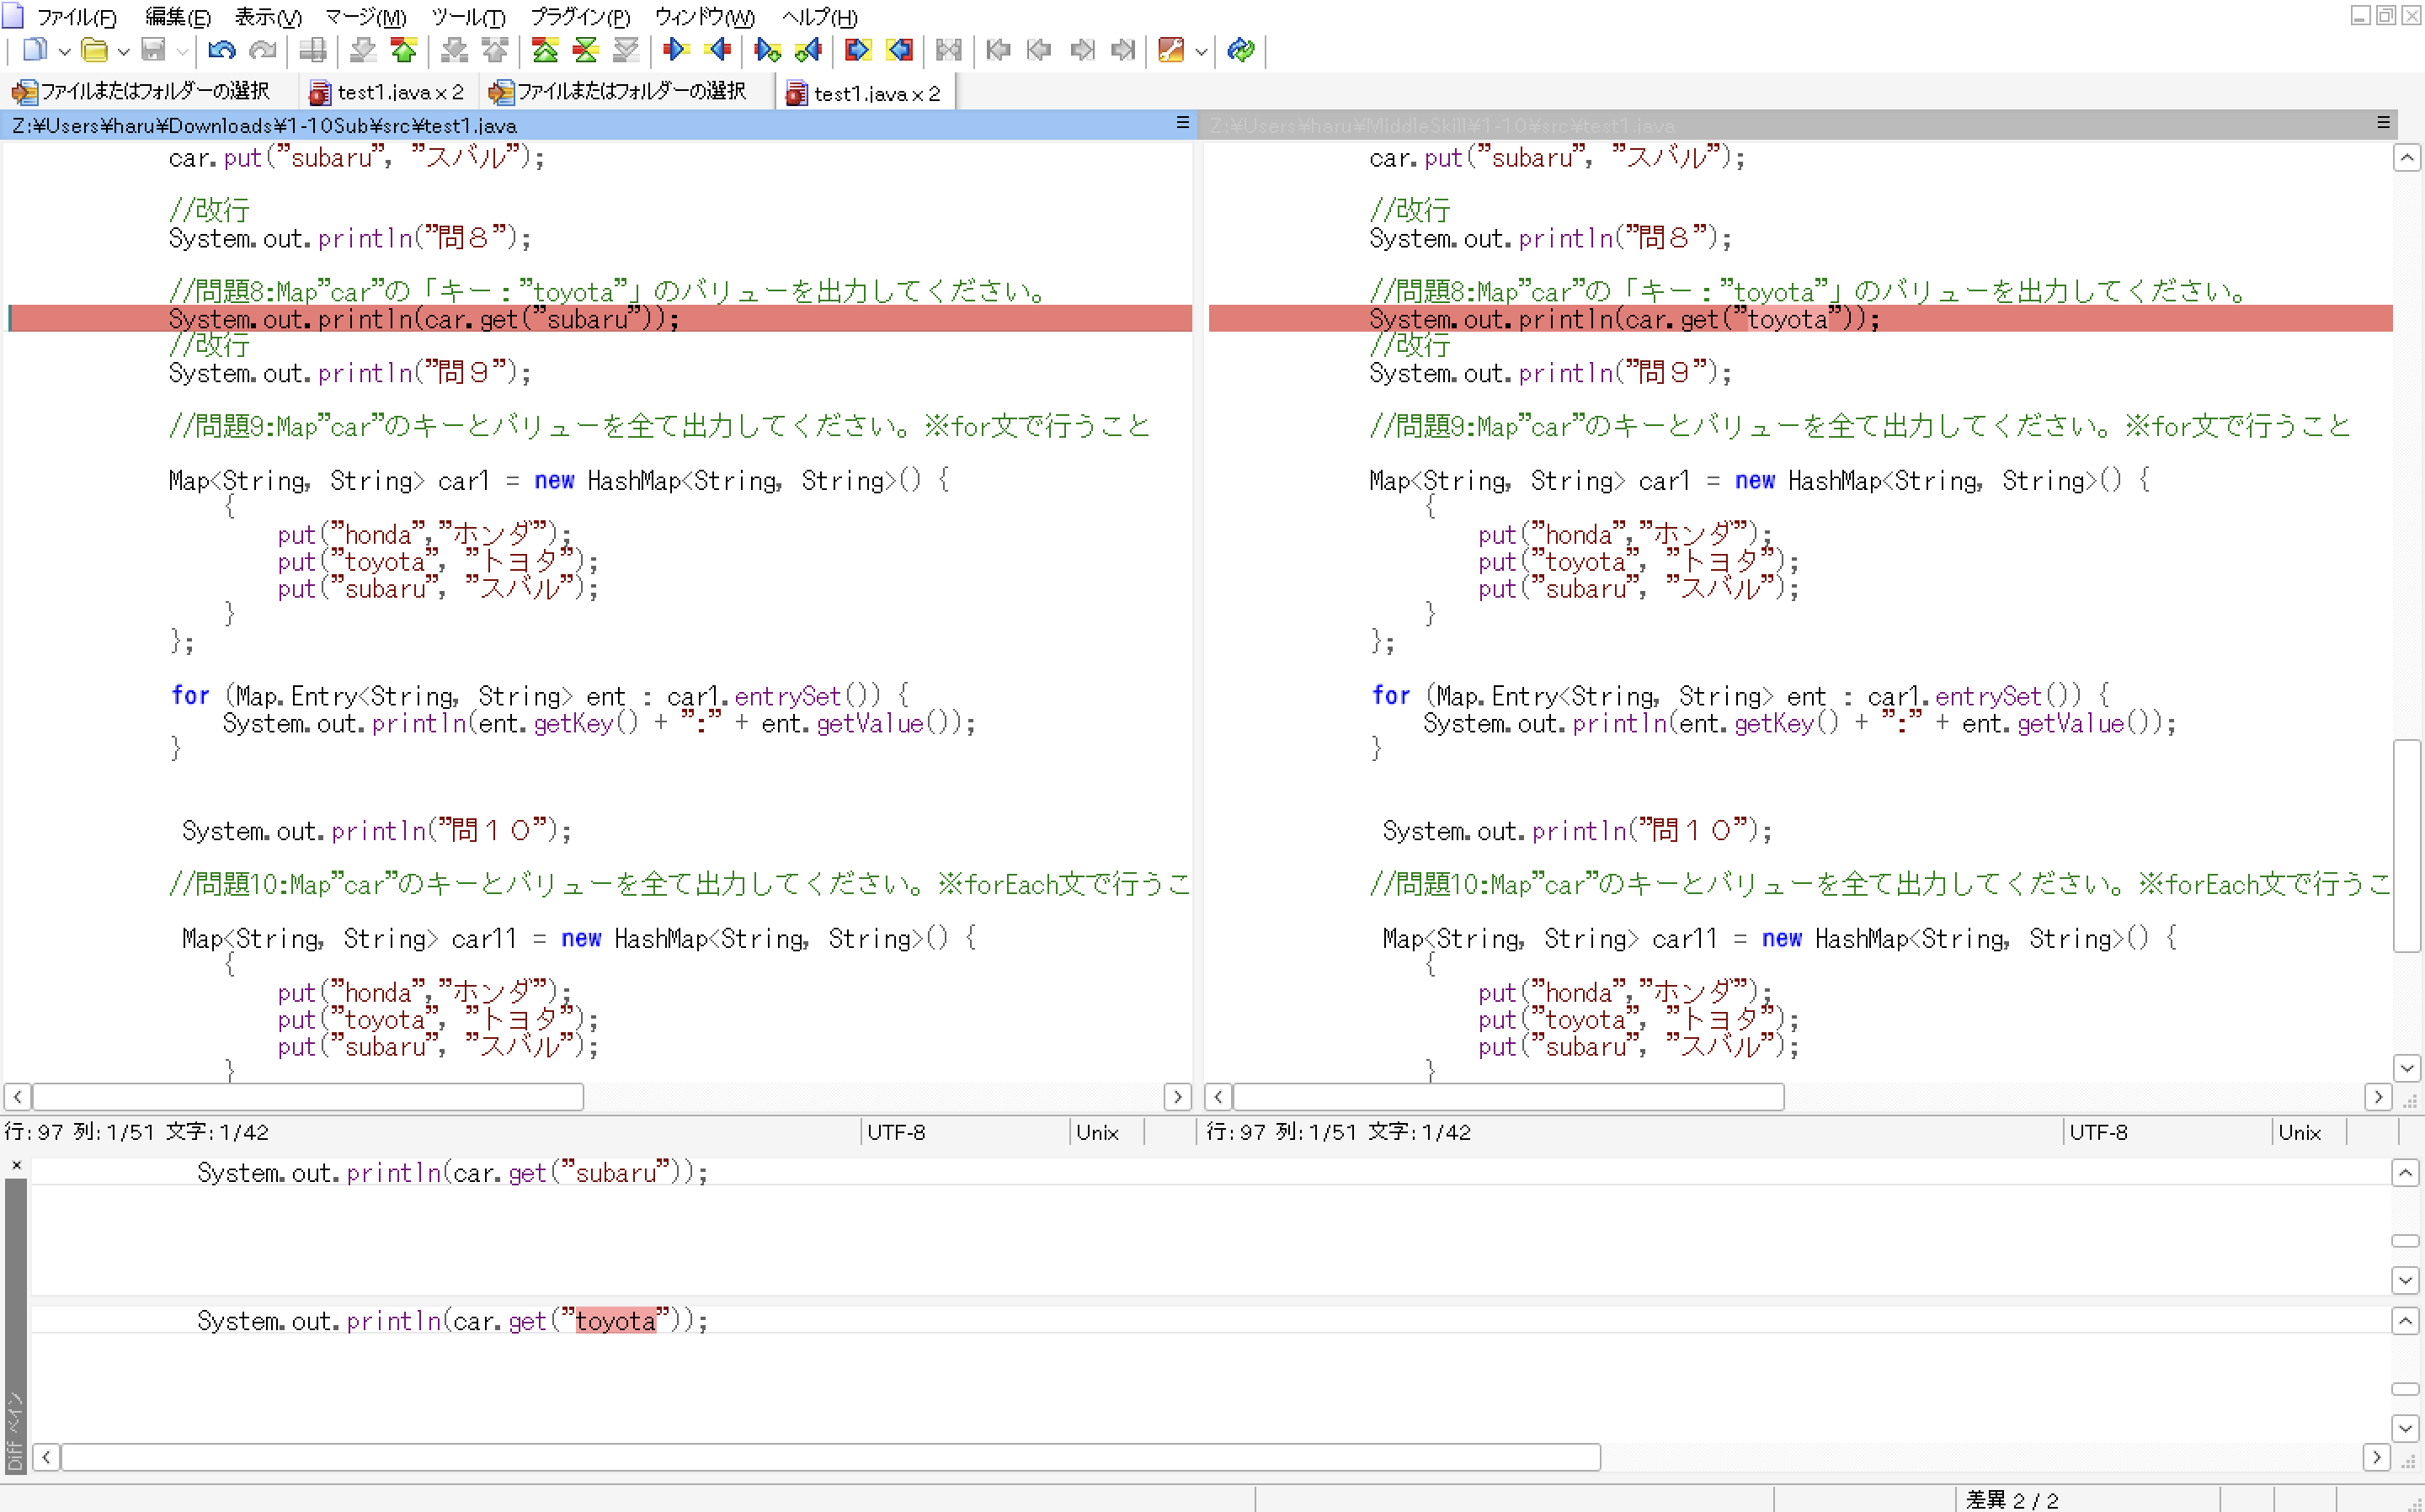 ファイル(F) 編集(E) 表示(V) マージ(M) ツール(T) プラグイン(P) ウィンドウ(W) ヘルプ(H)
ファイルまたはフォルダーの選択 test1.java x 2 ファイルまたはフォルダーの選択 test1.java x 2
Z:¥Users¥haru¥Downloads¥1-10Sub¥src¥test1.java
car.put("subaru", "スバル");
//改行
System.out.println("問８");
//問題8:Map"car"の「キー："toyota"」のバリューを出力してください。
System.out.println(car.get("subaru"));
//改行
System.out.println("問９");
//問題9:Map"car"のキーとバリューを全て出力してください。※for文で行うこと
Map<String, String> car1 = new HashMap<String, String>() {
{
put("honda","ホンダ");
put("toyota", "トヨタ");
put("subaru", "スバル");
}
};
for (Map.Entry<String, String> ent : car1.entrySet()) {
System.out.println(ent.getKey() + ":" + ent.getValue());
}
System.out.println("問１０");
//問題10:Map"car"のキーとバリューを全て出力してください。※forEach文で行うこ
Map<String, String> car11 = new HashMap<String, String>() {
{
put("honda","ホンダ");
put("toyota", "トヨタ");
put("subaru", "スバル");
}
行: 97 列: 1/51 文字: 1/42 UTF-8 Unix
Z:¥Users¥haru¥MiddleSkill¥1-10¥src¥test1.java
car.put("subaru", "スバル");
//改行
System.out.println("問８");
//問題8:Map"car"の「キー："toyota"」のバリューを出力してください。
System.out.println(car.get("toyota"));
//改行
System.out.println("問９");
//問題9:Map"car"のキーとバリューを全て出力してください。※for文で行うこと
Map<String, String> car1 = new HashMap<String, String>() {
{
put("honda","ホンダ");
put("toyota", "トヨタ");
put("subaru", "スバル");
}
};
for (Map.Entry<String, String> ent : car1.entrySet()) {
System.out.println(ent.getKey() + ":" + ent.getValue());
}
System.out.println("問１０");
//問題10:Map"car"のキーとバリューを全て出力してください。※forEach文で行うこ
Map<String, String> car11 = new HashMap<String, String>() {
{
put("honda","ホンダ");
put("toyota", "トヨタ");
put("subaru", "スバル");
}
行: 97 列: 1/51 文字: 1/42 UTF-8 Unix
Diff ペイン
System.out.println(car.get("subaru"));
System.out.println(car.get("toyota"));
差異 2 / 2